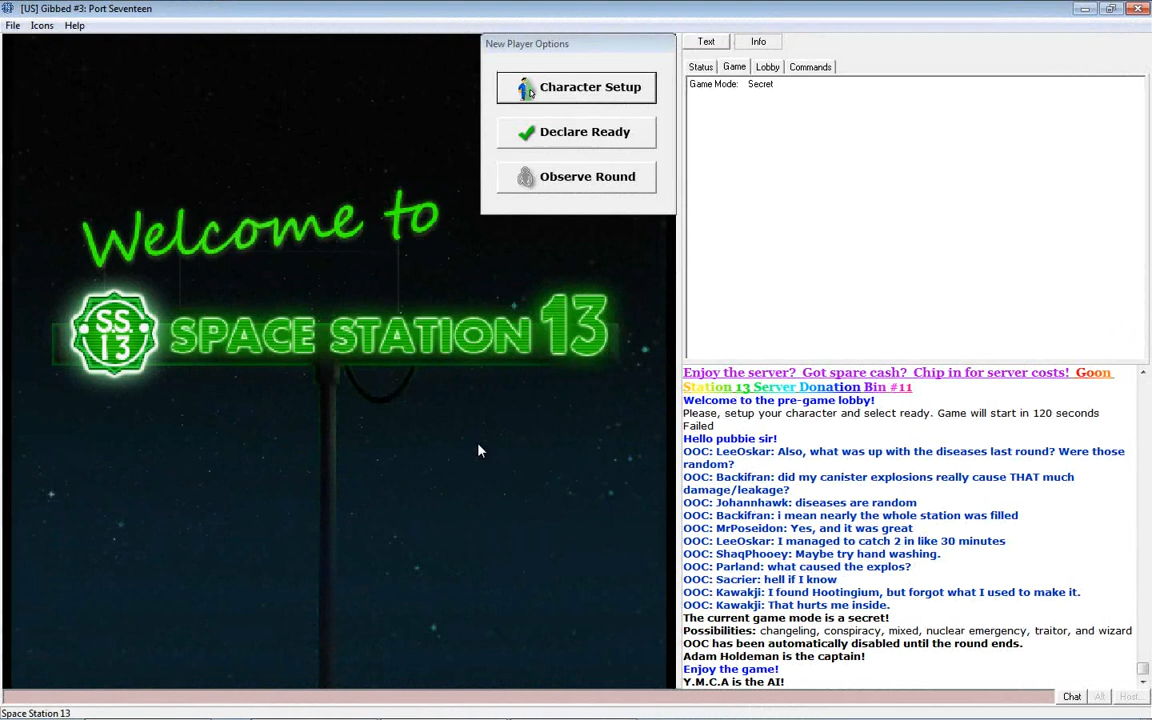 [US] Gibbed #3: Port Seventeen
File Icons Help
New Player Options
Character Setup
Declare Ready
Observe Round
Welcome to
S.S. 13
SPACE STATION 13
Text Info
Status Game Lobby Commands
Game Mode: Secret
Enjoy the server? Got spare cash? Chip in for server costs! Goon
Station 13 Server Donation Bin #11
Welcome to the pre-game lobby!
Please, setup your character and select ready. Game will start in 120 seconds
Failed
Hello pubbie sir!
OOC: LeeOskar: Also, what was up with the diseases last round? Were those
random?
OOC: Backifran: did my canister explosions really cause THAT much
damage/leakage?
OOC: Johannhawk: diseases are random
OOC: Backifran: i mean nearly the whole station was filled
OOC: MrPoseidon: Yes, and it was great
OOC: LeeOskar: I managed to catch 2 in like 30 minutes
OOC: ShaqPhooey: Maybe try hand washing.
OOC: Parland: what caused the explos?
OOC: Sacrier: hell if I know
OOC: Kawakji: I found Hootingium, but forgot what I used to make it.
OOC: Kawakji: That hurts me inside.
The current game mode is a secret!
Possibilities: changeling, conspiracy, mixed, nuclear emergency, traitor, and wizard
OOC has been automatically disabled until the round ends.
Adam Holdeman is the captain!
Enjoy the game!
Y.M.C.A is the AI!
Chat Alt Host...
Space Station 13